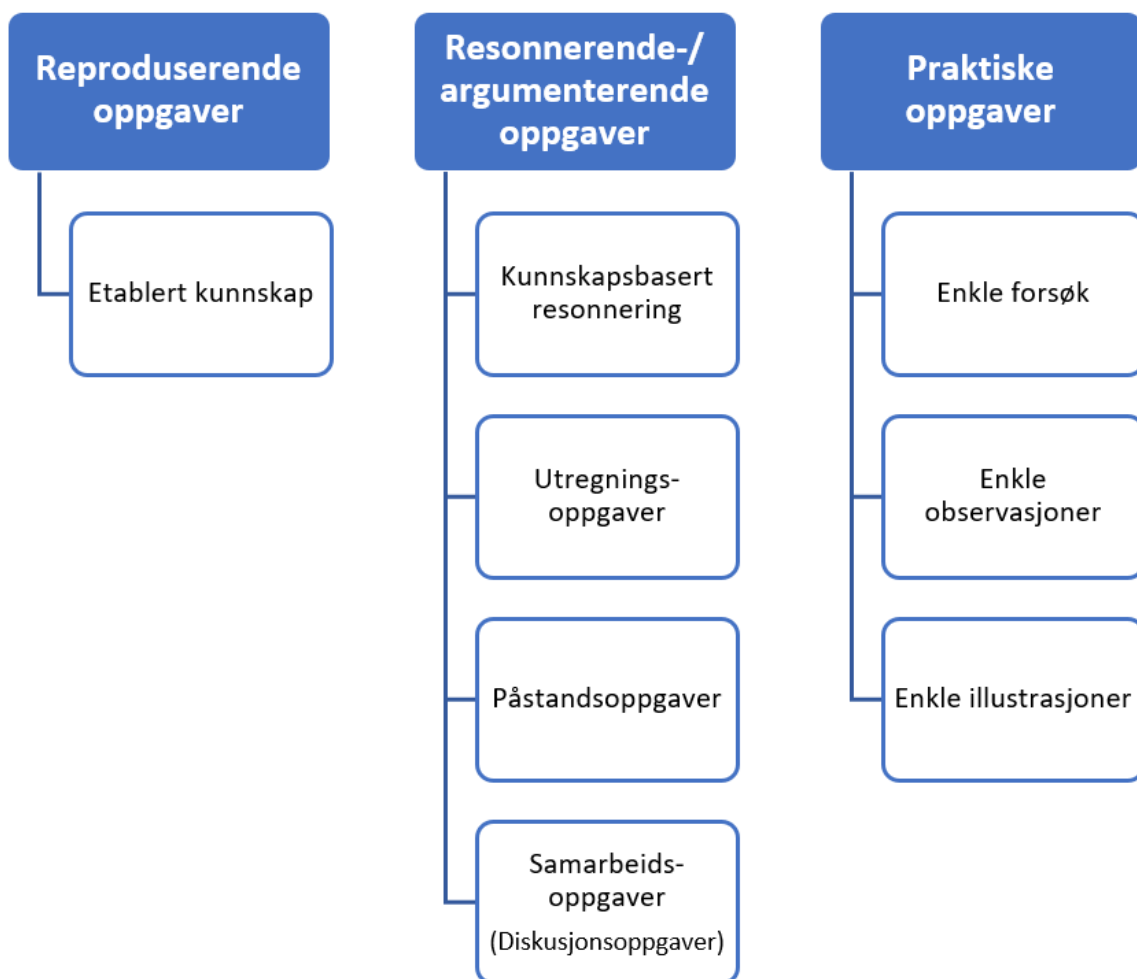 Reproduserende
oppgaver
Etablert kunnskap
Resonnerende-/
argumenterende
oppgaver
Kunnskapsbasert
resonnering
Utregnings-
oppgaver
Påstandsoppgaver
Samarbeids-
oppgaver
(Diskusjonsoppgaver)
Praktiske
oppgaver
Enkle forsøk
Enkle
observasjoner
Enkle illustrasjoner